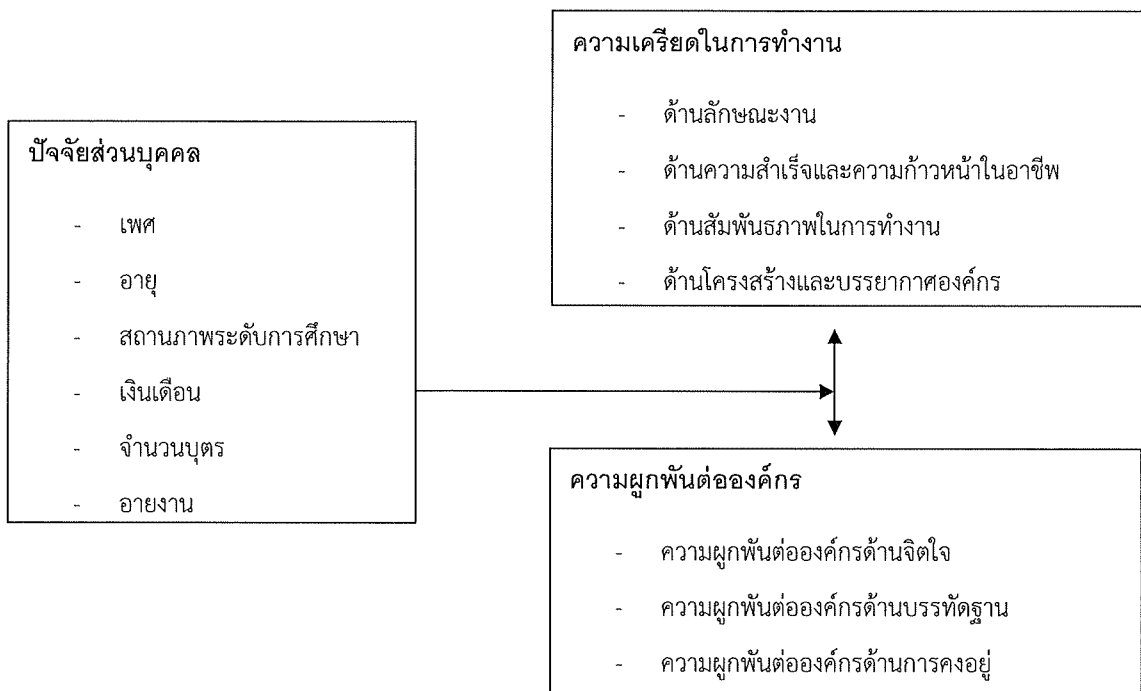 ความเครียดในการทำงาน
- ด้านลักษณะงาน
- ด้านความสำเร็จและความก้าวหน้าในอาชีพ
- ด้านสัมพันธภาพในการทำงาน
- ด้านโครงสร้างและบรรยากาศองค์กร
ปัจจัยส่วนบุคคล
- เพศ
- อายุ
- สถานภาพระดับการศึกษา
- เงินเดือน
- จำนวนบุตร
- อายงาน
ความผูกพันต่อองค์กร
- ความผูกพันต่อองค์กรด้านจิตใจ
- ความผูกพันต่อองค์กรด้านบรรทัดฐาน
- ความผูกพันต่อองค์กรด้านการคงอยู่